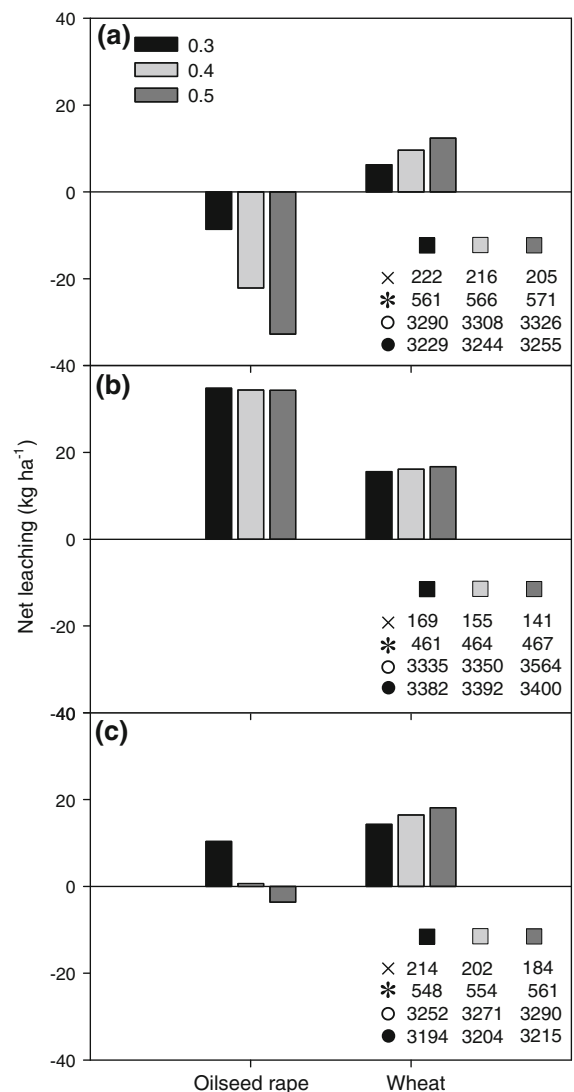 40
(a)
0.3
0.4
0.5
20
0
× 222 216 205
* 561 566 571
○ 3290 3308 3326
● 3229 3244 3255
-20
-40
(b)
20
0
-20
× 169 155 141
* 461 464 467
○ 3335 3350 3564
● 3382 3392 3400
-40
Net leaching (kg ha⁻¹)
(c)
20
0
-20
× 214 202 184
* 548 554 561
○ 3252 3271 3290
● 3194 3204 3215
-40
Oilseed rape Wheat